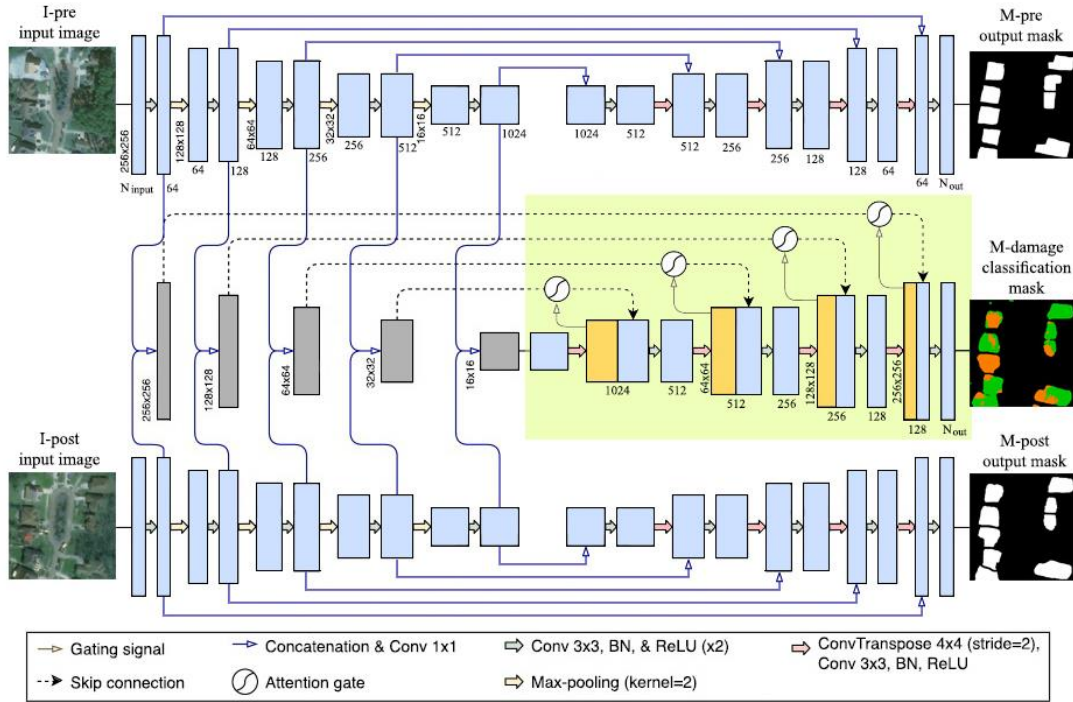 I-pre
input image
M-pre
output mask
256x256
128x128
64x64
32x32
16x16
N input
64
64
128
128
256
256
512
512
1024
1024
512
512
256
256
128
128
64
64
N out
M-damage
classification
mask
256x256
128x128
64x64
32x32
16x16
1024
512
64x64
512
256
128x128
256
128
256x256
128
N out
I-post
input image
M-post
output mask
Gating signal
Concatenation & Conv 1x1
Conv 3x3, BN, & ReLU (x2)
ConvTranspose 4x4 (stride=2),
Conv 3x3, BN, ReLU
Skip connection
Attention gate
Max-pooling (kernel=2)